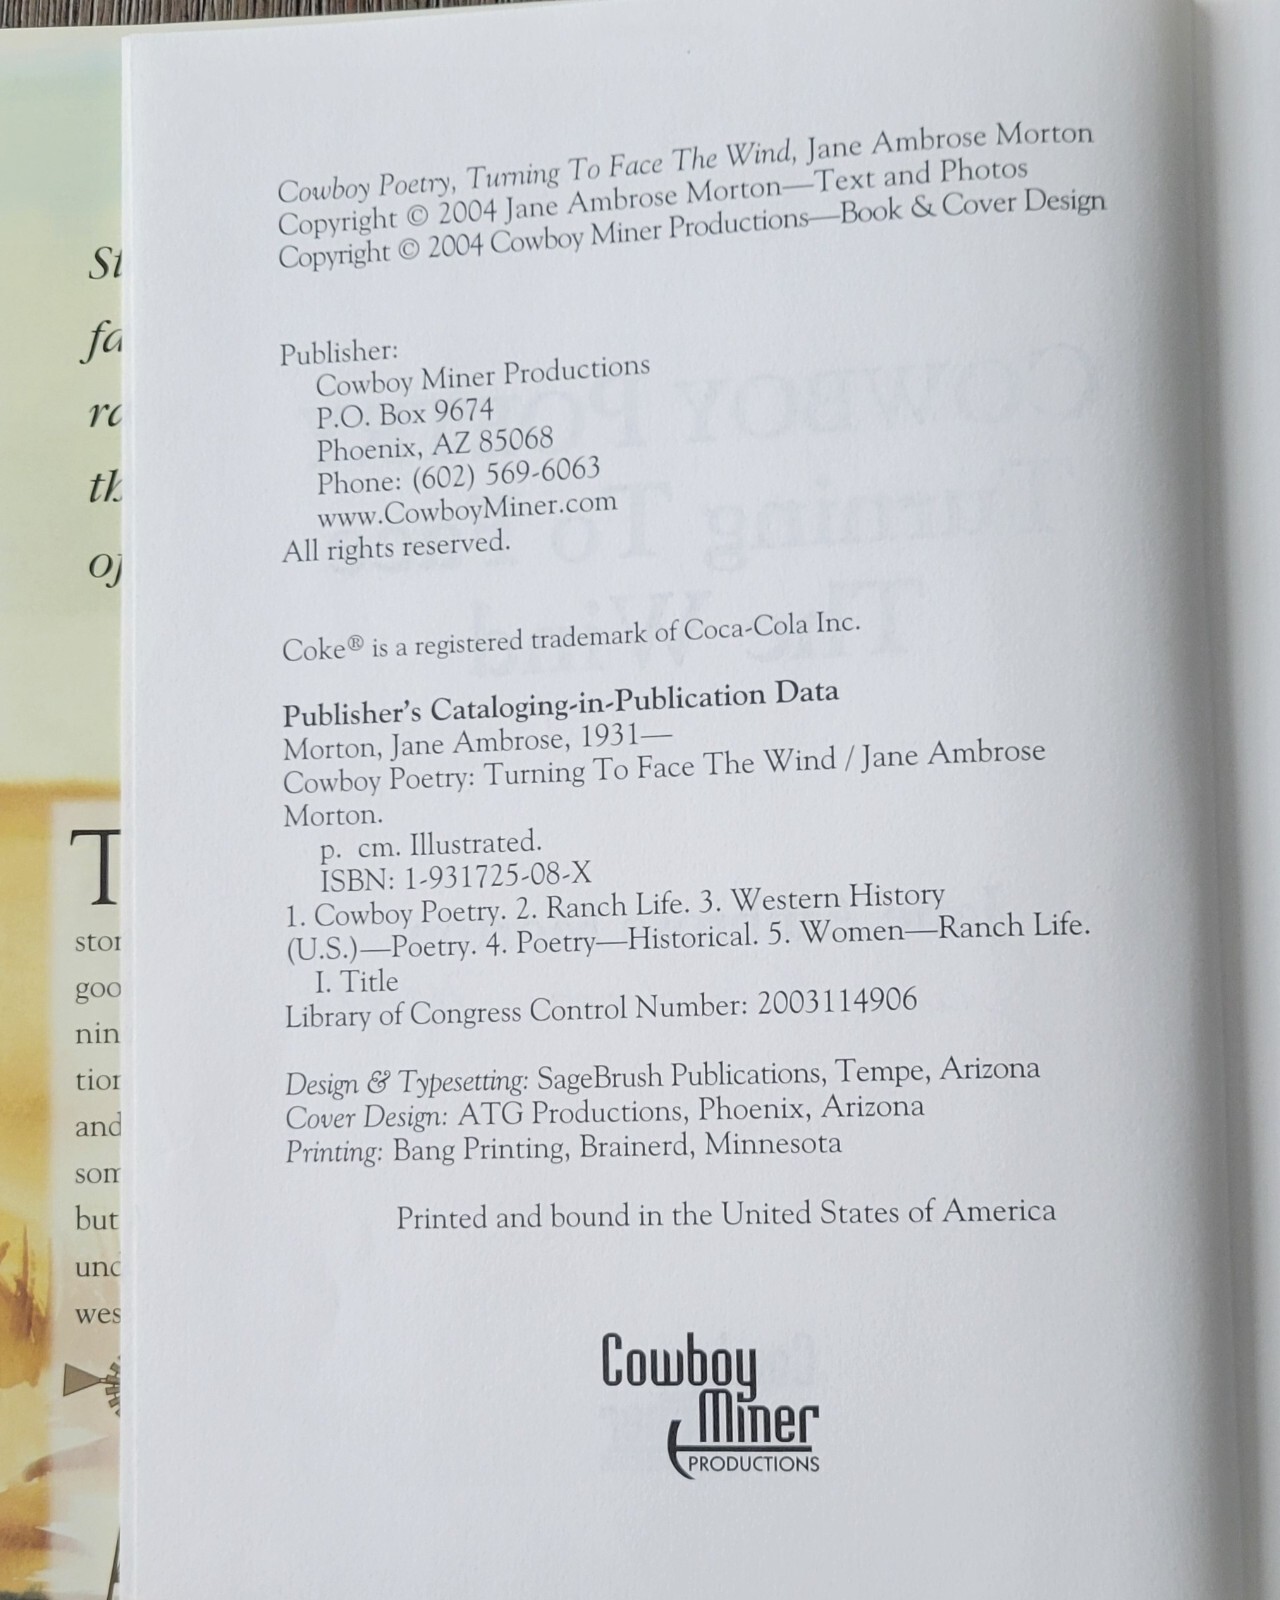 Cowboy Poetry, Turning To Face The Wind, Jane Ambrose Morton
Copyright © 2004 Jane Ambrose Morton—Text and Photos
Copyright © 2004 Cowboy Miner Productions—Book & Cover Design
Publisher:
Cowboy Miner Productions
P.O. Box 9674
Phoenix, AZ 85068
Phone: (602) 569-6063
www.CowboyMiner.com
All rights reserved.
Coke® is a registered trademark of Coca-Cola Inc.
Publisher's Cataloging-in-Publication Data
Morton, Jane Ambrose, 1931—
Cowboy Poetry: Turning To Face The Wind / Jane Ambrose
Morton.
p. cm. Illustrated.
ISBN: 1-931725-08-X
1. Cowboy Poetry. 2. Ranch Life. 3. Western History
(U.S.)—Poetry. 4. Poetry—Historical. 5. Women—Ranch Life.
I. Title
Library of Congress Control Number: 2003114906
Design & Typesetting: SageBrush Publications, Tempe, Arizona
Cover Design: ATG Productions, Phoenix, Arizona
Printing: Bang Printing, Brainerd, Minnesota
Printed and bound in the United States of America
Cowboy
Miner
PRODUCTIONS